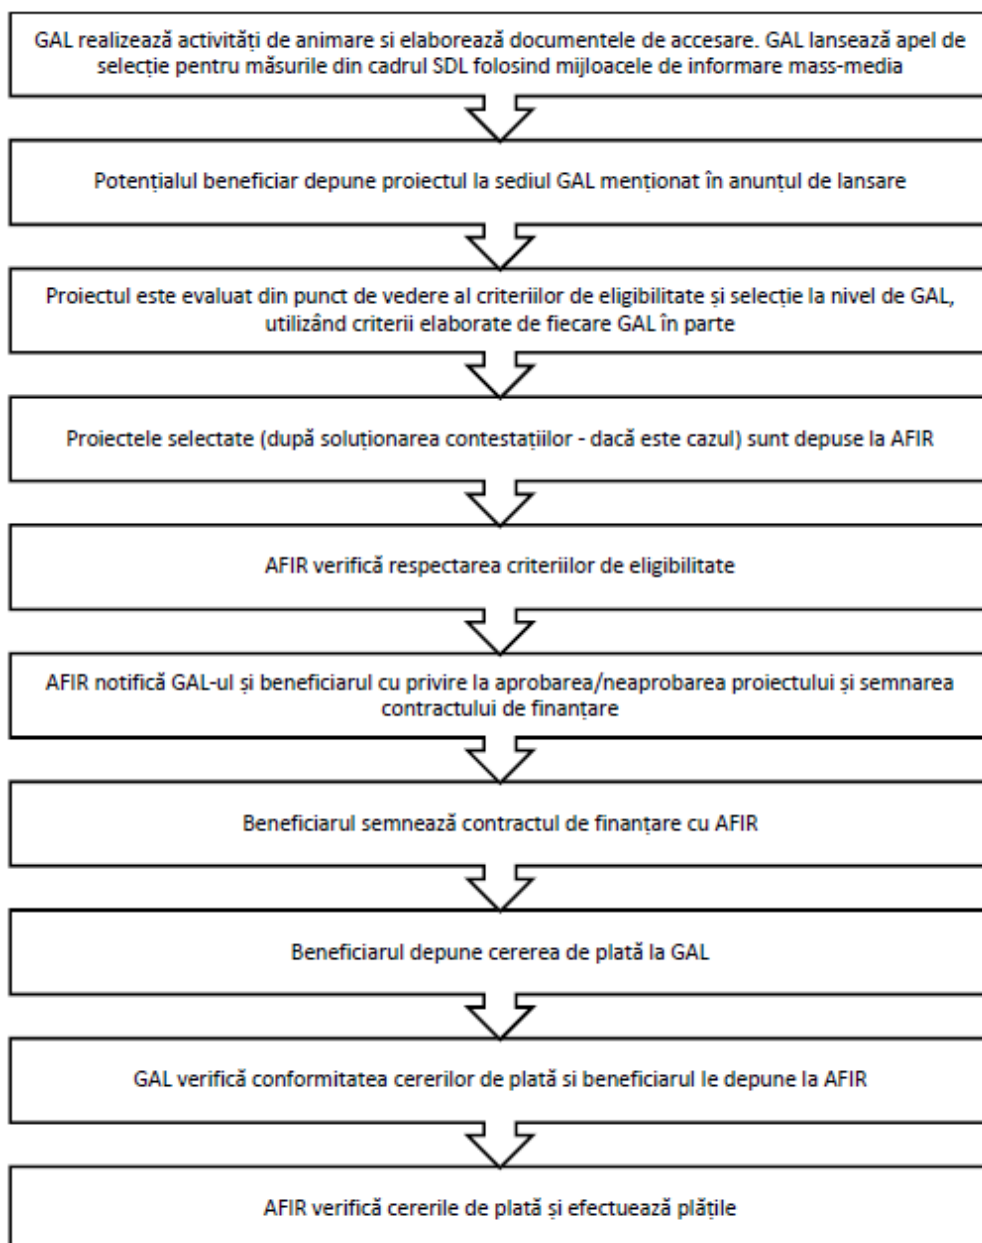 GAL realizează activități de animare si elaborează documentele de accesare. GAL lansează apel de
selecție pentru măsurile din cadrul SDL folosind mijloacele de informare mass-media
Potențialul beneficiar depune proiectul la sediul GAL menționat în anunțul de lansare
Proiectul este evaluat din punct de vedere al criteriilor de eligibilitate și selecție la nivel de GAL,
utilizând criterii elaborate de fiecare GAL în parte
Proiectele selectate (după soluționarea contestațiilor - dacă este cazul) sunt depuse la AFIR
AFIR verifică respectarea criteriilor de eligibilitate
AFIR notifică GAL-ul și beneficiarul cu privire la aprobarea/neaprobarea proiectului și semnarea
contractului de finanțare
Beneficiarul semnează contractul de finanțare cu AFIR
Beneficiarul depune cererea de plată la GAL
GAL verifică conformitatea cererilor de plată si beneficiarul le depune la AFIR
AFIR verifică cererile de plată și efectuează plățile